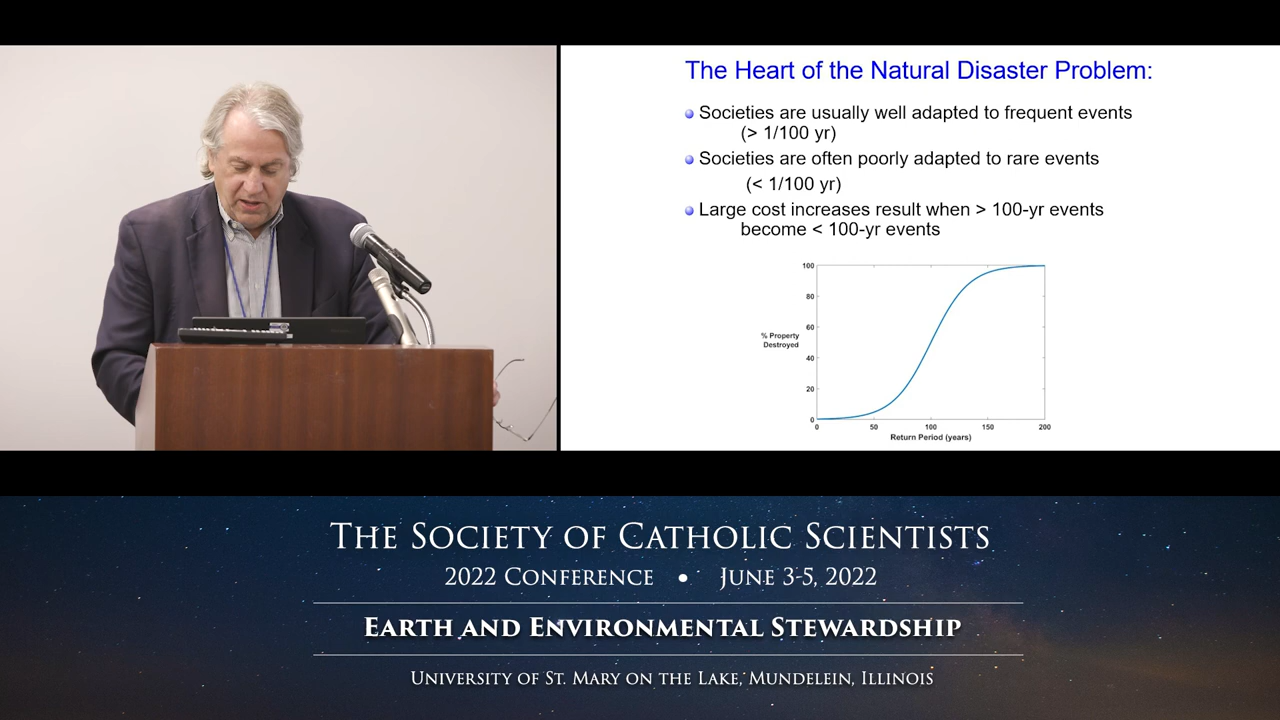 The Heart of the Natural Disaster Problem:
Societies are usually well adapted to frequent events
(> 1/100 yr)
Societies are often poorly adapted to rare events
(< 1/100 yr)
Large cost increases result when > 100-yr events
become < 100-yr events
100
80
60
40
20
0
% Property
Destroyed
0 50 100 150 200
Return Period (years)
The Society of Catholic Scientists
2022 Conference • June 3-5, 2022
Earth and Environmental Stewardship
University of St. Mary on the Lake, Mundelein, Illinois